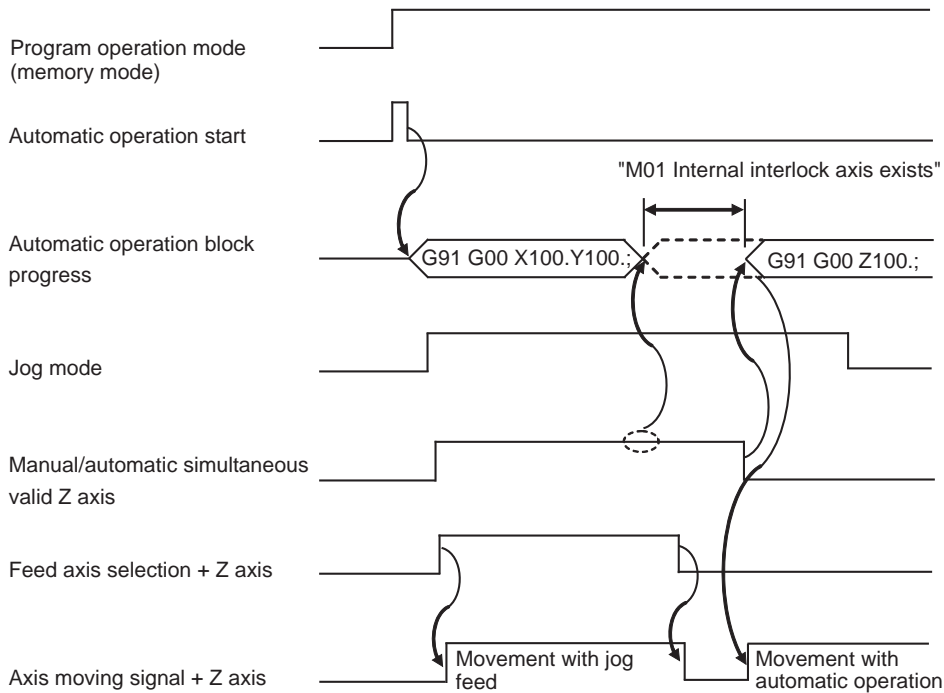 Program operation mode
(memory mode)
Automatic operation start
"M01 Internal interlock axis exists"
Automatic operation block
progress
G91 G00 X100.Y100.;
G91 G00 Z100.;
Jog mode
Manual/automatic simultaneous
valid Z axis
Feed axis selection + Z axis
Axis moving signal + Z axis
Movement with jog
feed
Movement with
automatic operation